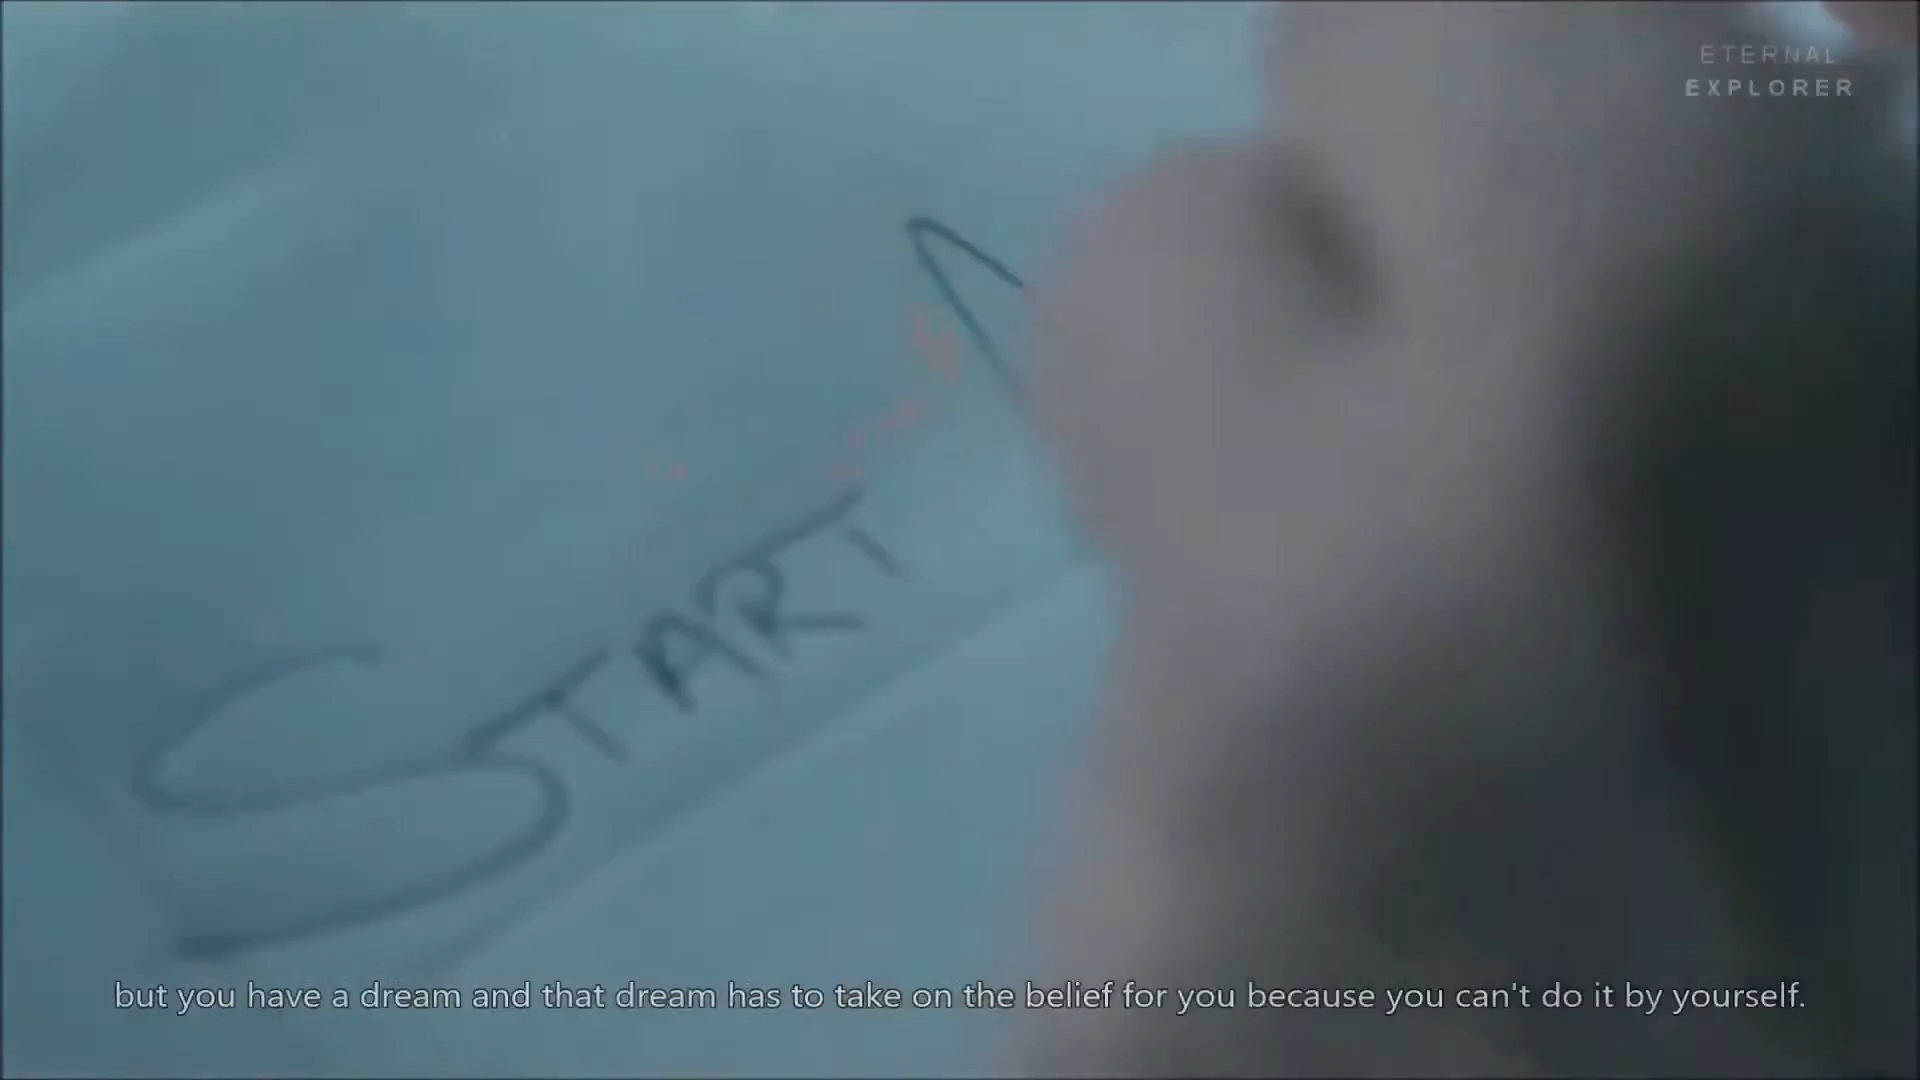 ETERNAL
EXPLORER
START
but you have a dream and that dream has to take on the belief for you because you can't do it by yourself.